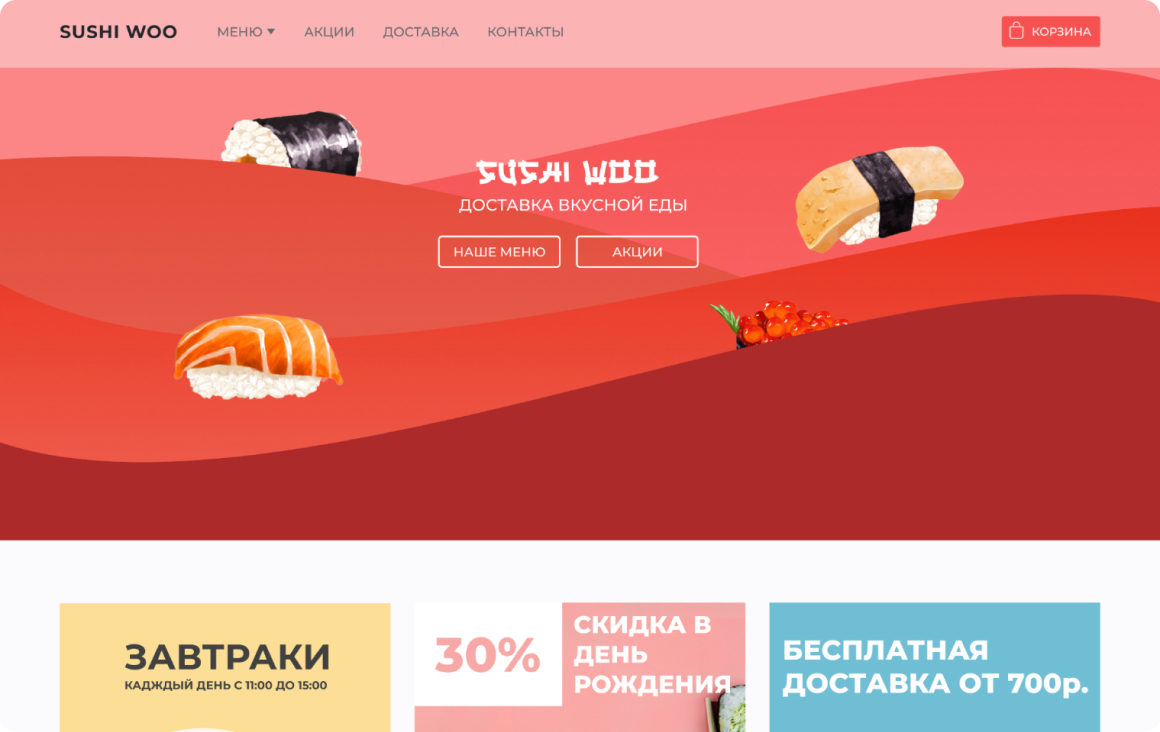 SUSHI WOO
МЕНЮ
АКЦИИ
ДОСТАВКА
КОНТАКТЫ
КОРЗИНА
SUSHI WOO
ДОСТАВКА ВКУСНОЙ ЕДЫ
НАШЕ МЕНЮ
АКЦИИ
ЗАВТРАКИ
КАДЖДЫЙ ДЕНЬ С 11:00 ДО 15:00
30%
СКИДКА В
ДЕНЬ
РОЖДЕНИЯ
БЕСПЛАТНАЯ
ДОСТАВКА ОТ 700р.